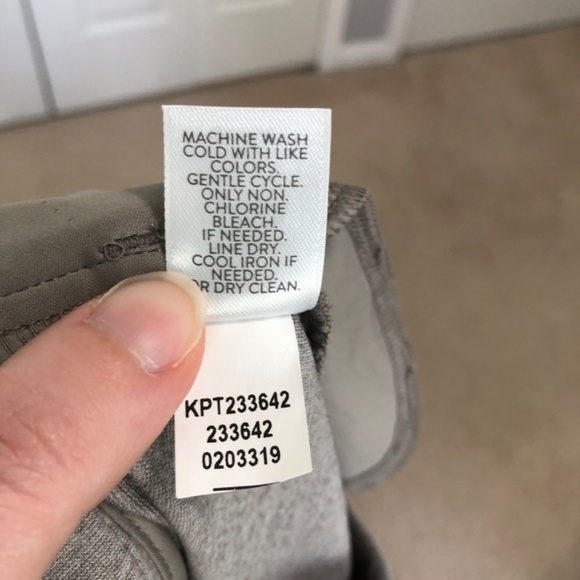 MACHINE WASH
COLD WITH LIKE
COLORS.
GENTLE CYCLE.
ONLY NON.
CHLORINE
BLEACH.
IF NEEDED.
LINE DRY.
COOL IRON IF
NEEDED.
OR DRY CLEAN.
KPT233642
233642
0203319